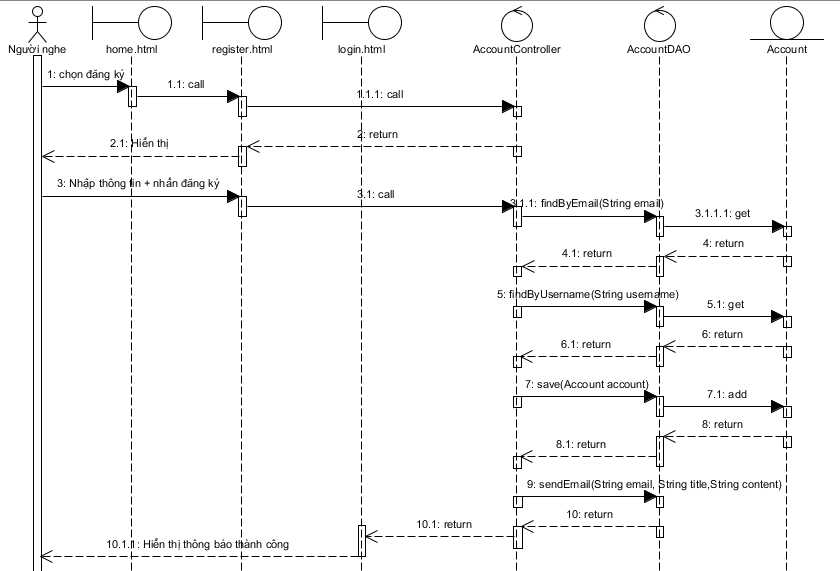 Người nghe
home.html
register.html
login.html
AccountController
AccountDAO
Account
1: chọn đăng ký
1.1: call
1.1.1: call
2: return
2.1: Hiển thị
3: Nhập thông tin + nhấn đăng ký
3.1: call
3.1.1: findByEmail(String email)
3.1.1.1: get
4: return
4.1: return
5: findByUsername(String username)
5.1: get
6: return
6.1: return
7: save(Account account)
7.1: add
8: return
8.1: return
9: sendEmail(String email, String title,String content)
10: return
10.1: return
10.1.1: Hiển thị thông báo thành công